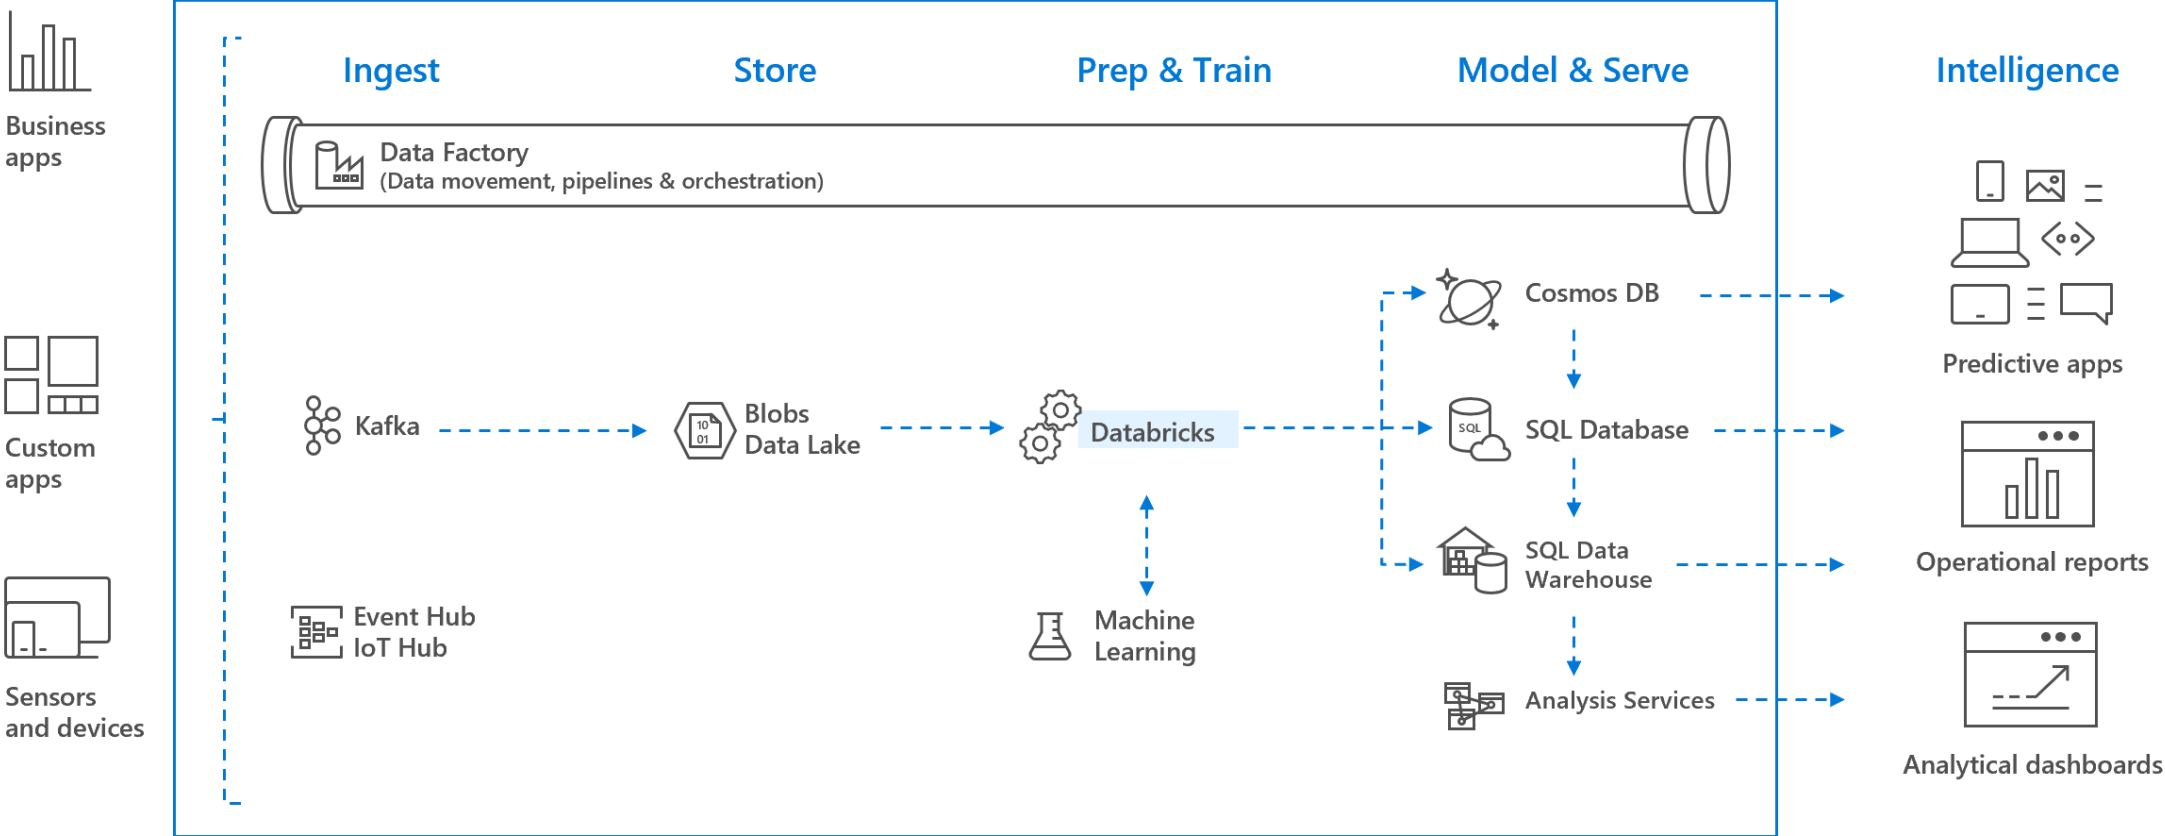 Business
apps
Custom
apps
Sensors
and devices
Ingest
Store
Prep & Train
Model & Serve
Intelligence
Data Factory
(Data movement, pipelines & orchestration)
Kafka
Event Hub
IoT Hub
10
01
Blobs
Data Lake
Databricks
Machine
Learning
Cosmos DB
SQL
SQL Database
SQL Data
Warehouse
Analysis Services
Predictive apps
Operational reports
Analytical dashboards